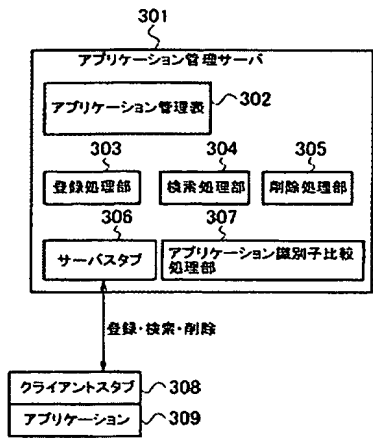 301
アプリケーション管理サーバ
アプリケーション管理表
302
303
304
305
登録処理部
検索処理部
削除処理部
306
307
サーバスタブ
アプリケーション識別子比較
処理部
登録・検索・削除
クライアントスタブ
308
アプリケーション
309